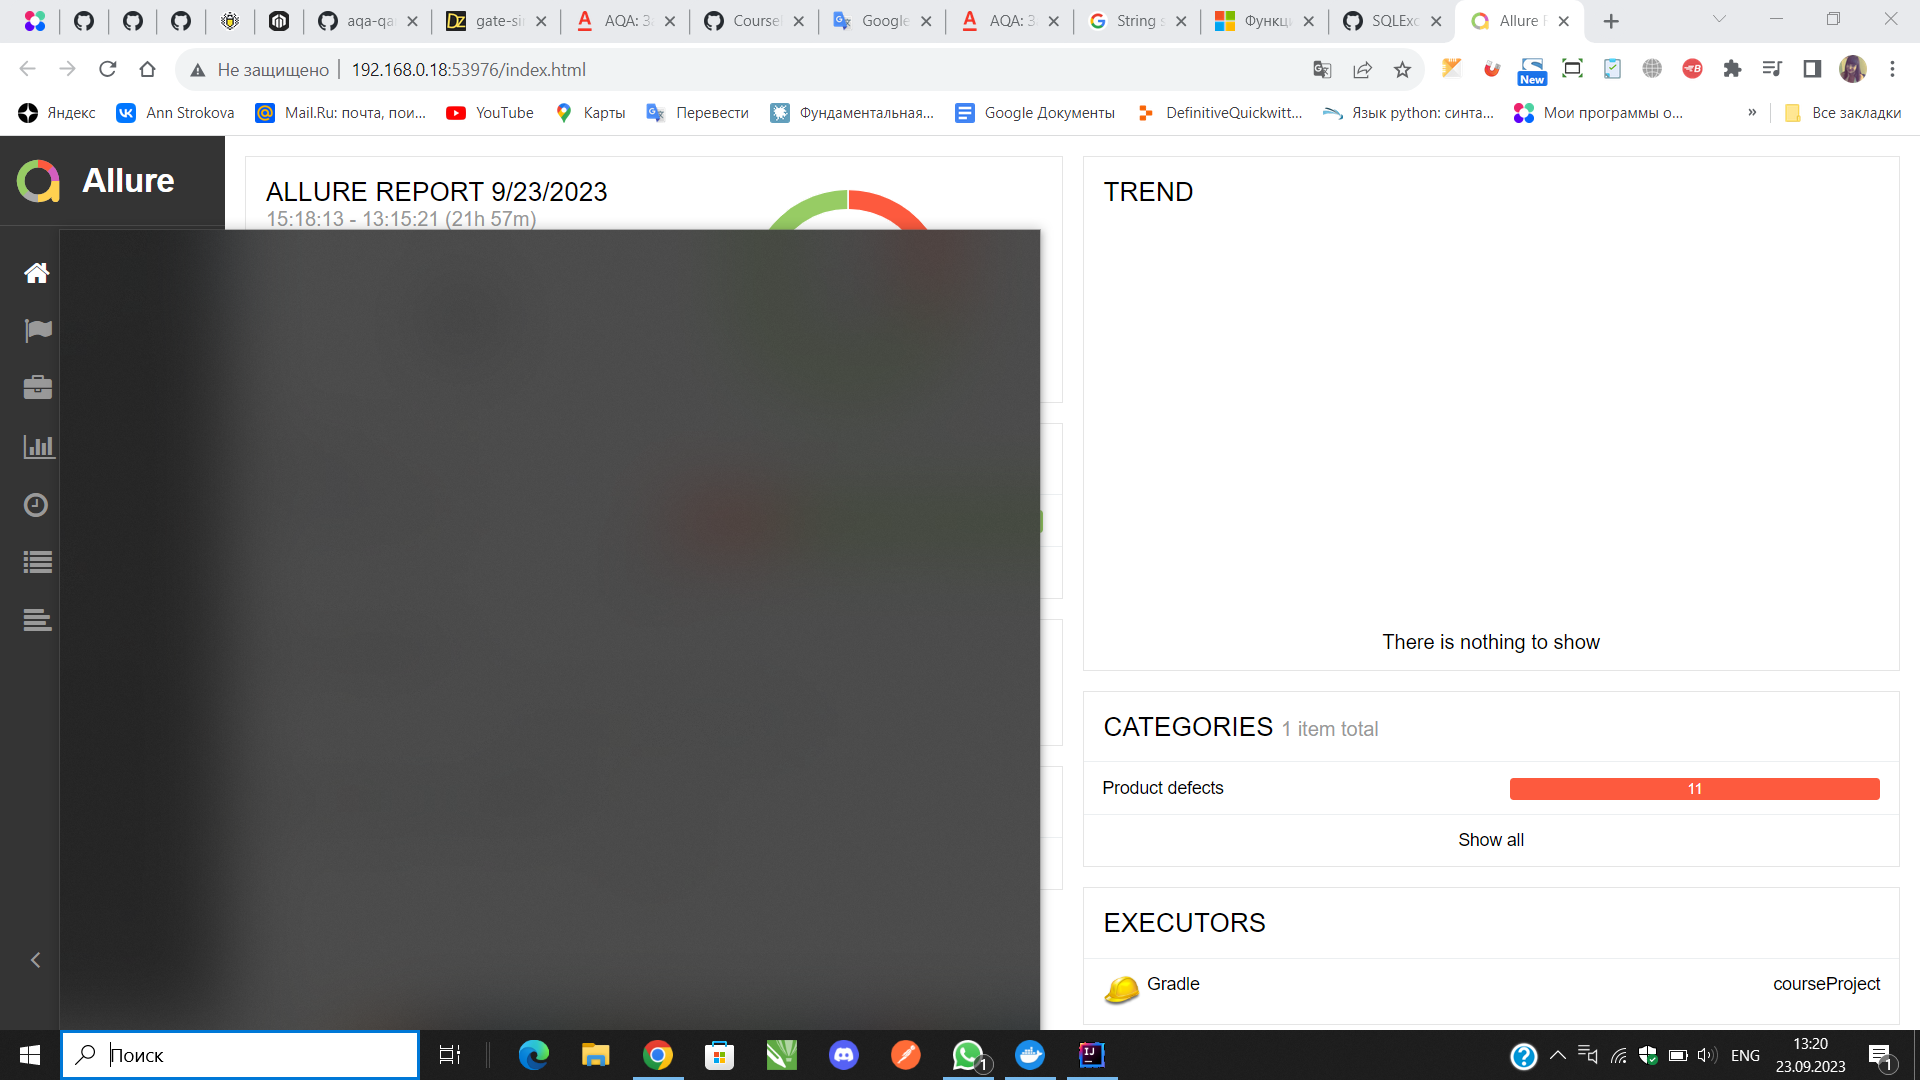 aqa-qa
gate-si
AQA: З
Course
Google
AQA: З
String s
Функц
SQLExc
Allure
Не защищено
192.168.0.18:53976/index.html
New
Яндекс
Ann Strokova
Mail.Ru: почта, пои...
YouTube
Карты
Перевести
Фундаментальная...
Google Документы
DefinitiveQuickwitt...
Язык python: синта...
Мои программы о...
»
Все закладки
Allure
ALLURE REPORT 9/23/2023
15:18:13 - 13:15:21 (21h 57m)
TREND
There is nothing to show
CATEGORIES 1 item total
Product defects
11
Show all
EXECUTORS
Gradle
courseProject
Поиск
1
ENG
13:20
23.09.2023
1